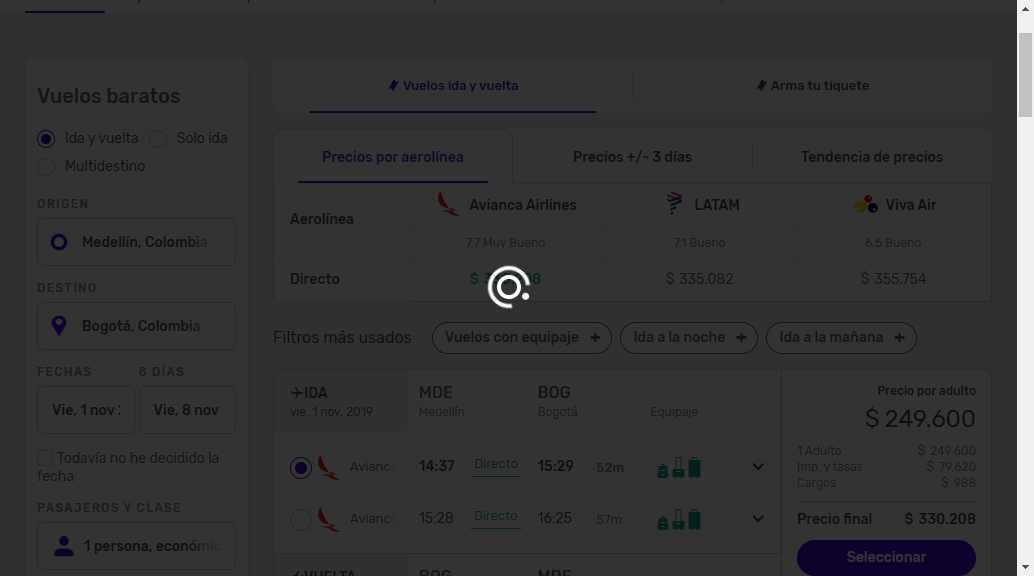 Vuelos baratos
Ida y vuelta
Solo ida
Multidestino
ORIGEN
Medellín, Colombia
DESTINO
Bogotá, Colombia
FECHAS
8 DÍAS
Vie, 1 nov
Vie, 8 nov
Todavía no he decidido la
fecha
PASAJEROS Y CLASE
1 persona, económic
Vuelos ida y vuelta
Arma tu tiquete
Precios por aerolínea
Precios +/- 3 días
Tendencia de precios
Aerolínea
Avianca Airlines
LATAM
Viva Air
7.7 Muy Bueno
7.1 Bueno
6.5 Bueno
Directo
$
$ 335.082
$ 355.754
Filtros más usados
Vuelos con equipaje +
Ida a la noche +
Ida a la mañana +
IDA
vie. 1 nov. 2019
MDE
Medellín
BOG
Bogotá
Equipaje
Avianca
14:37
Directo
15:29
52m
Avianca
15:28
Directo
16:25
57m
VUELTA
BOG
MDE
Precio por adulto
$ 249.600
1 Adulto
$ 249.600
Imp. y tasas
$ 79.620
Cargos
$ 988
Precio final
$ 330.208
Seleccionar